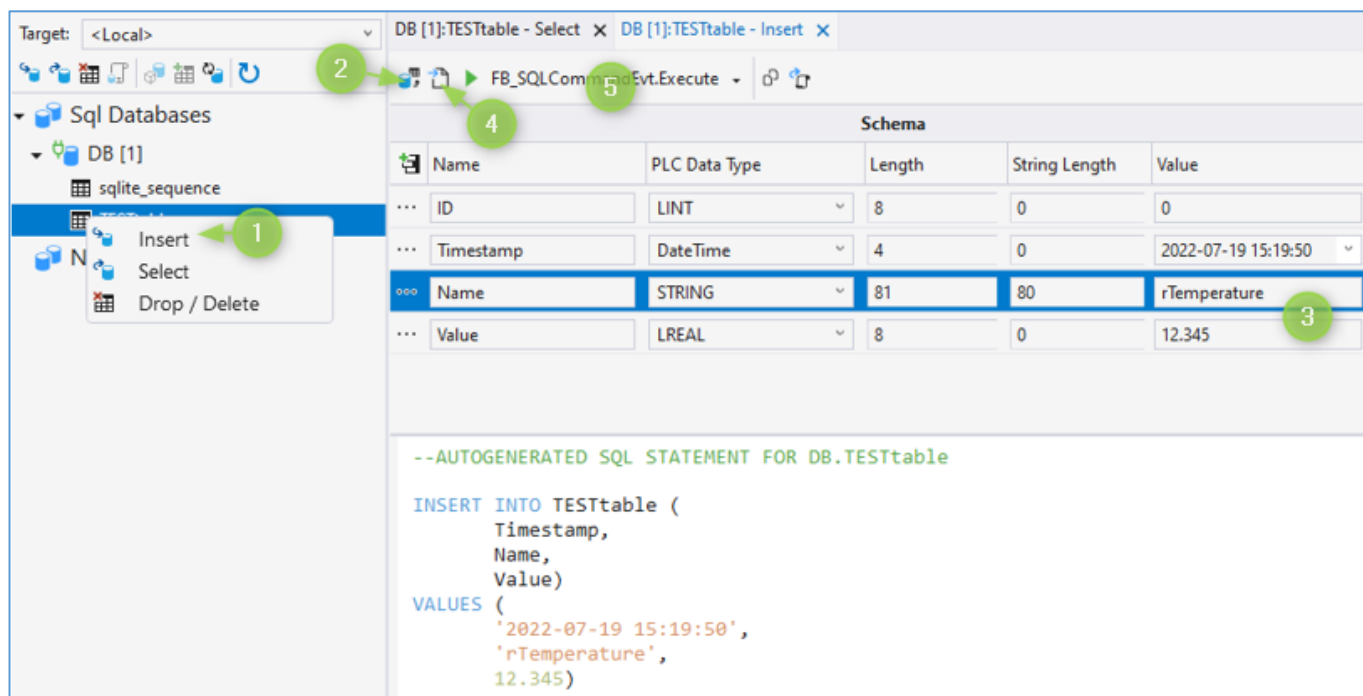 Target: <Local>
DB [1]:TESTtable - Select DB [1]:TESTtable - Insert
2
FB_SQLCommandEvt.Execute
5
4
Sql Databases
DB [1]
sqlite_sequence
TESTtable
Insert
1
Select
Drop / Delete
Schema
Name PLC Data Type Length String Length Value
ID LINT 8 0 0
Timestamp DateTime 4 0 2022-07-19 15:19:50
Name STRING 81 80 rTemperature
3
Value LREAL 8 0 12.345
--AUTOGENERATED SQL STATEMENT FOR DB.TESTtable
INSERT INTO TESTtable (
Timestamp,
Name,
Value)
VALUES (
'2022-07-19 15:19:50',
'rTemperature',
12.345)